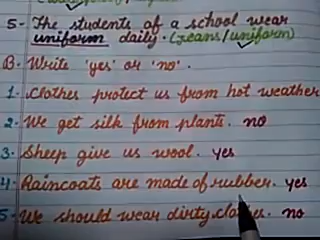 5- The students of a school wear
uniform daily. (jeans/uniform)
B- Write 'yes' or 'no'.
1- Clothes protect us from hot weather
2- We get silk from plants. no
3- Sheep give us wool. yes
4- Raincoats are made of rubber. yes
5- We should wear dirty clothes. no